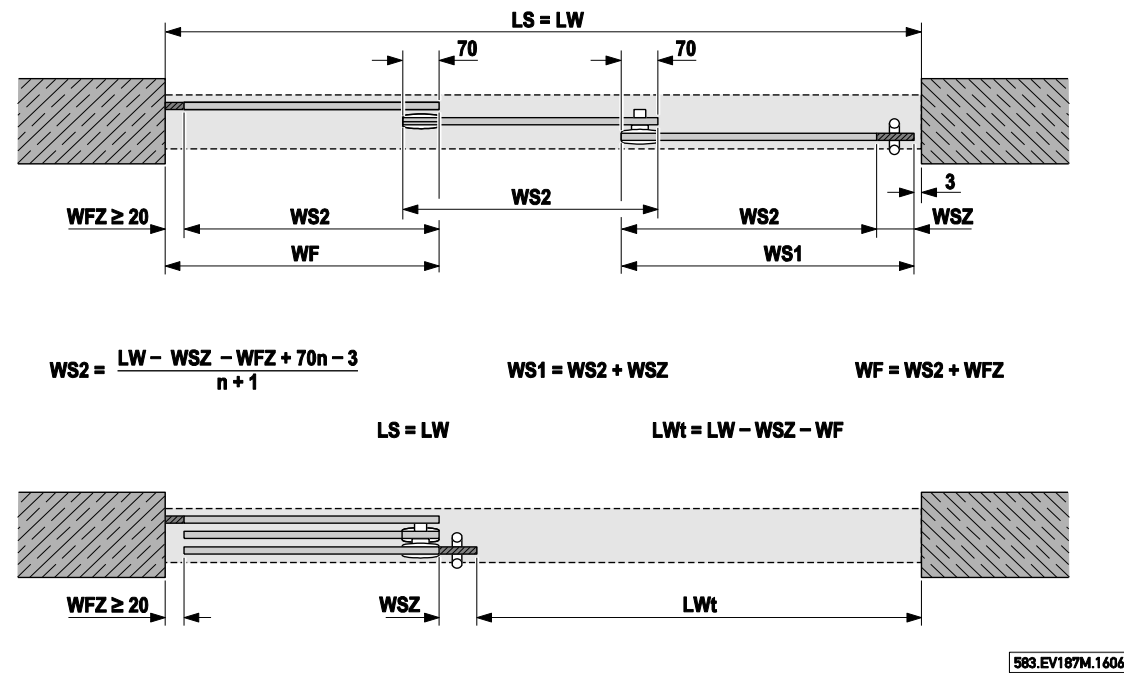 LS = LW
70 70
3
WS2
WFZ ≥ 20 WS2 WS2 WSZ
WF WS1
WS2 = LW – WSZ – WFZ + 70n – 3
n + 1
WS1 = WS2 + WSZ
WF = WS2 + WFZ
LS = LW
LWt = LW – WSZ – WF
WFZ ≥ 20 WSZ LWt
583.EV187M.1606